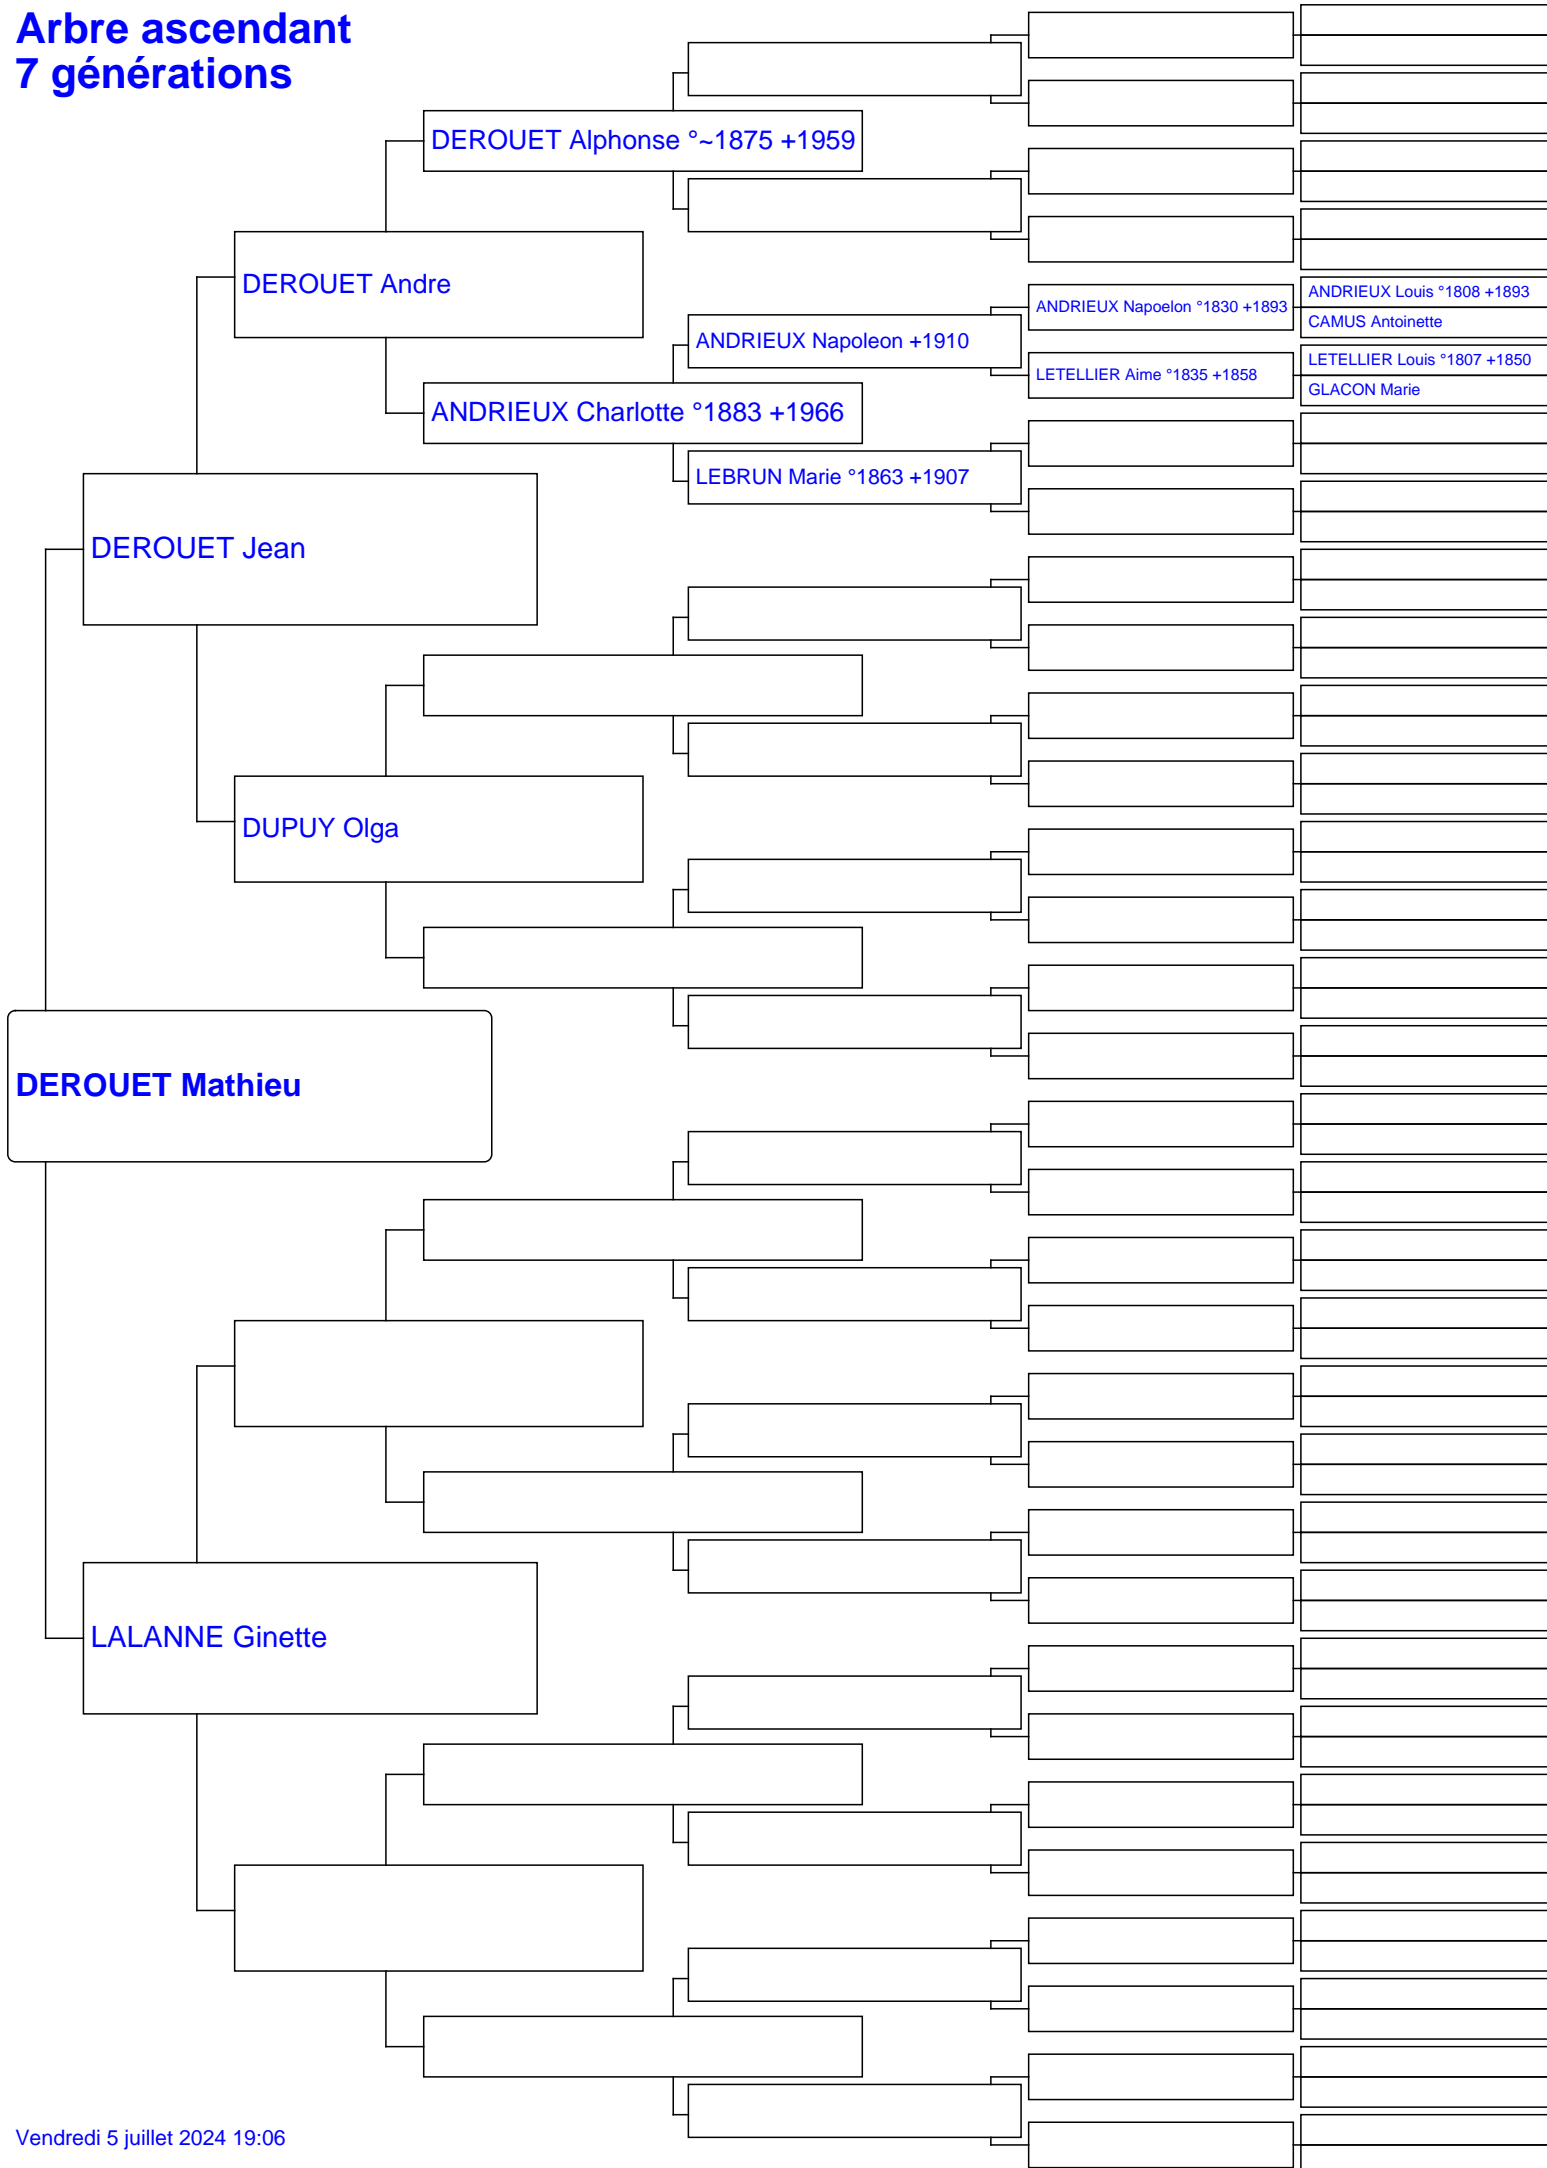 Arbre ascendant
7 générations
DEROUET Alphonse °~1875 +1959
DEROUET Andre
ANDRIEUX Napoelon °1830 +1893
ANDRIEUX Louis °1808 +1893
CAMUS Antoinette
ANDRIEUX Napoleon +1910
LETELLIER Aime °1835 +1858
LETELLIER Louis °1807 +1850
GLACON Marie
ANDRIEUX Charlotte °1883 +1966
LEBRUN Marie °1863 +1907
DEROUET Jean
DUPUY Olga
DEROUET Mathieu
LALANNE Ginette
Vendredi 5 juillet 2024 19:06